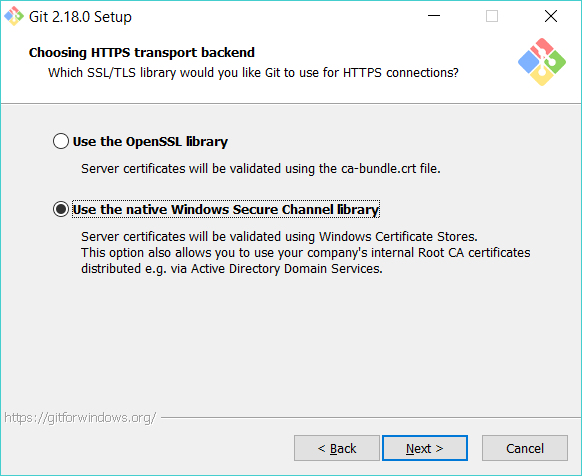 Git 2.18.0 Setup
Choosing HTTPS transport backend
Which SSL/TLS library would you like Git to use for HTTPS connections?
Use the OpenSSL library
Server certificates will be validated using the ca-bundle.crt file.
Use the native Windows Secure Channel library
Server certificates will be validated using Windows Certificate Stores.
This option also allows you to use your company's internal Root CA certificates
distributed e.g. via Active Directory Domain Services.
https://gitforwindows.org/
< Back
Next >
Cancel